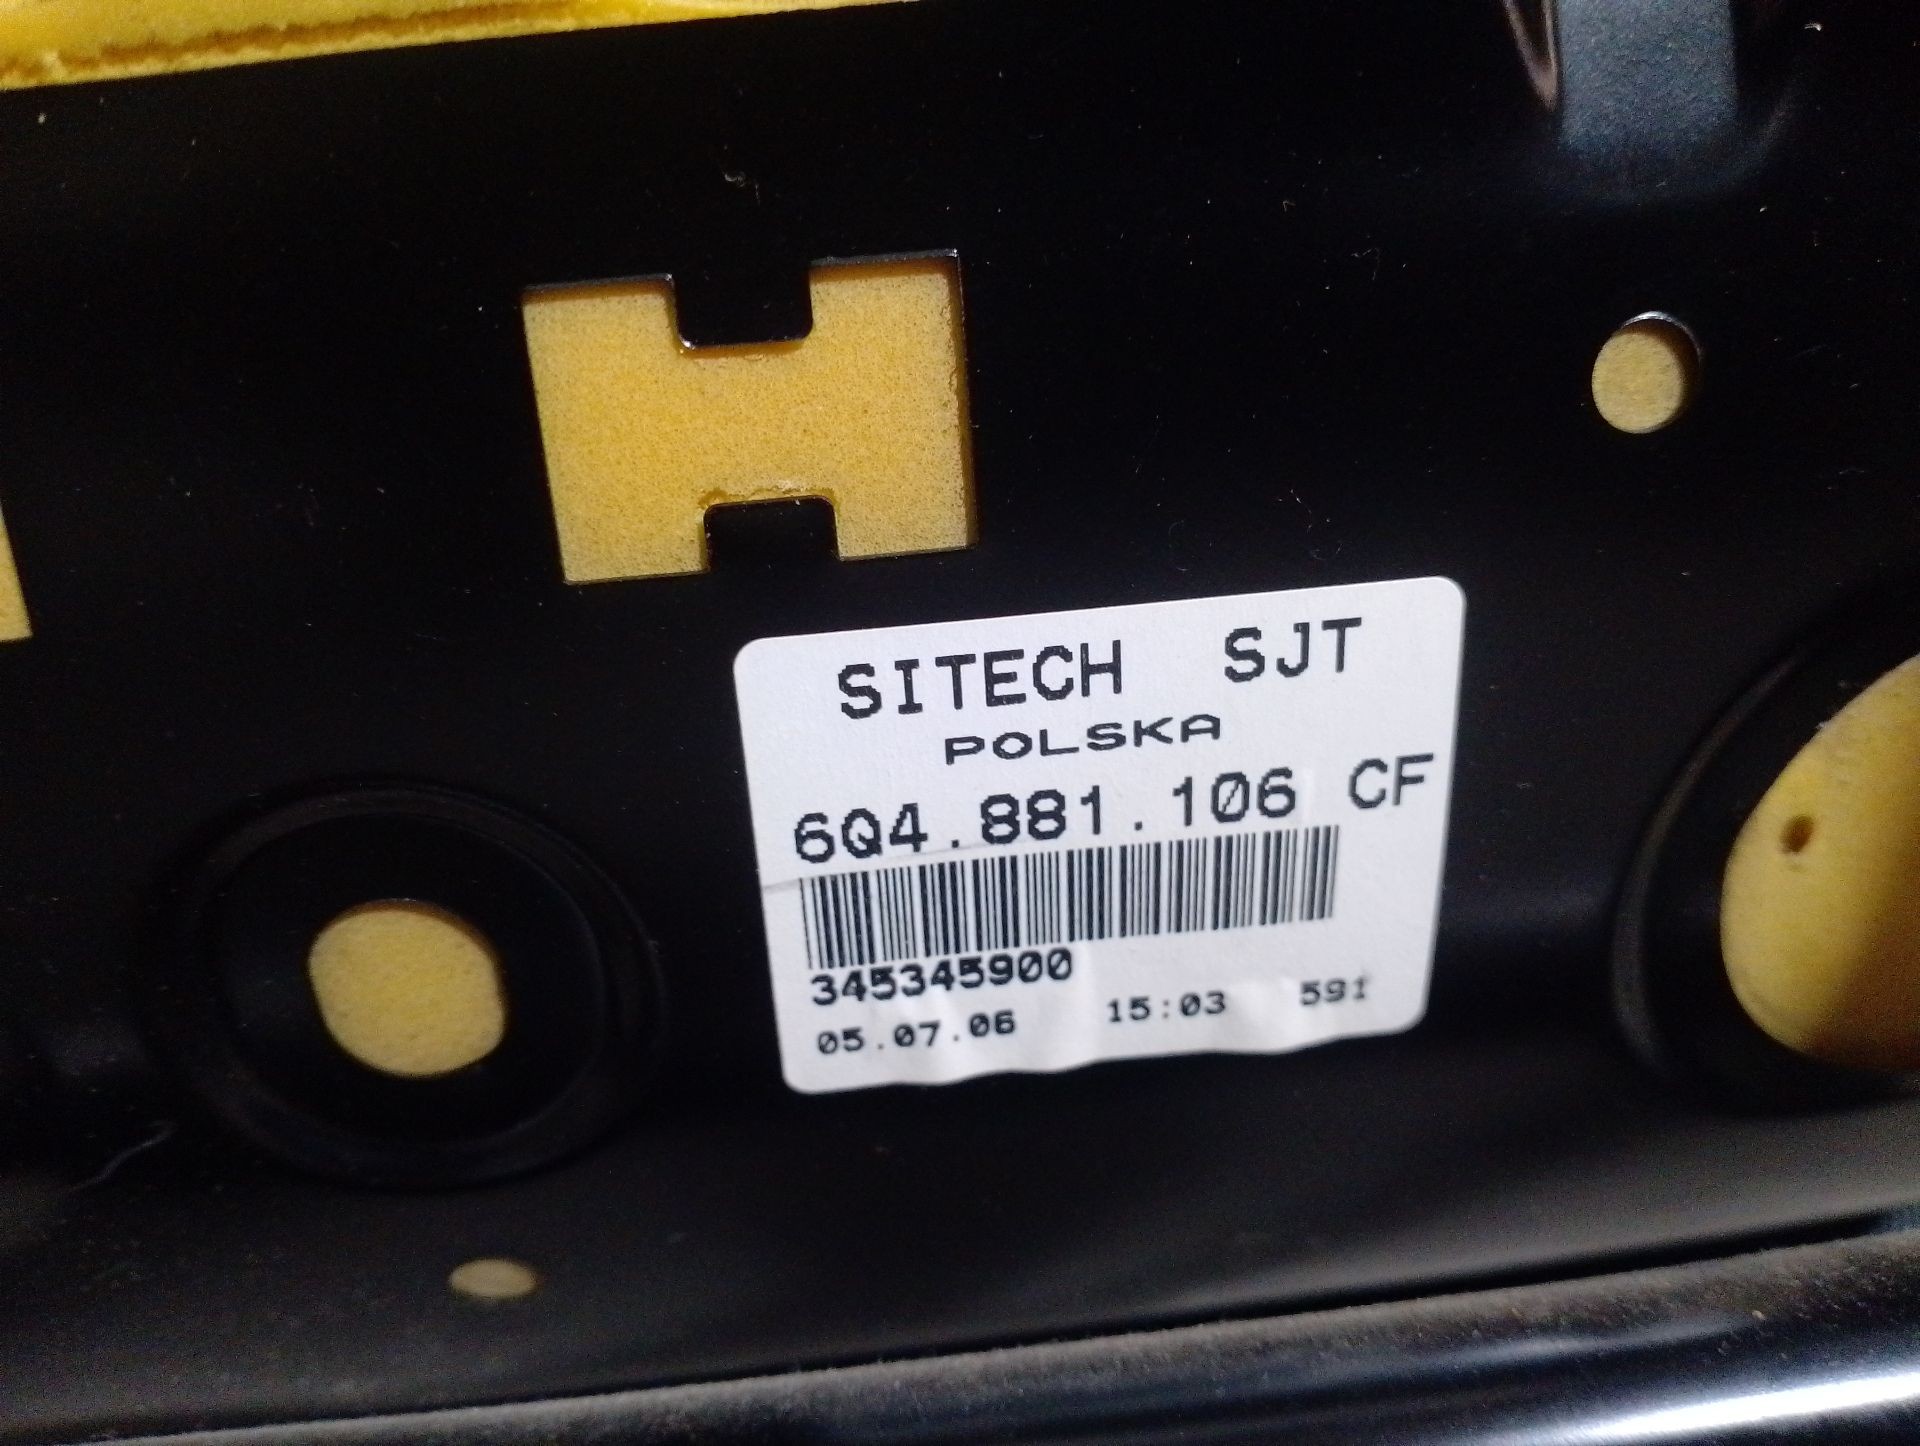 SITECH SJT
POLSKA
6Q4.881.106 CF
345345900
05.07.06 15:03 591